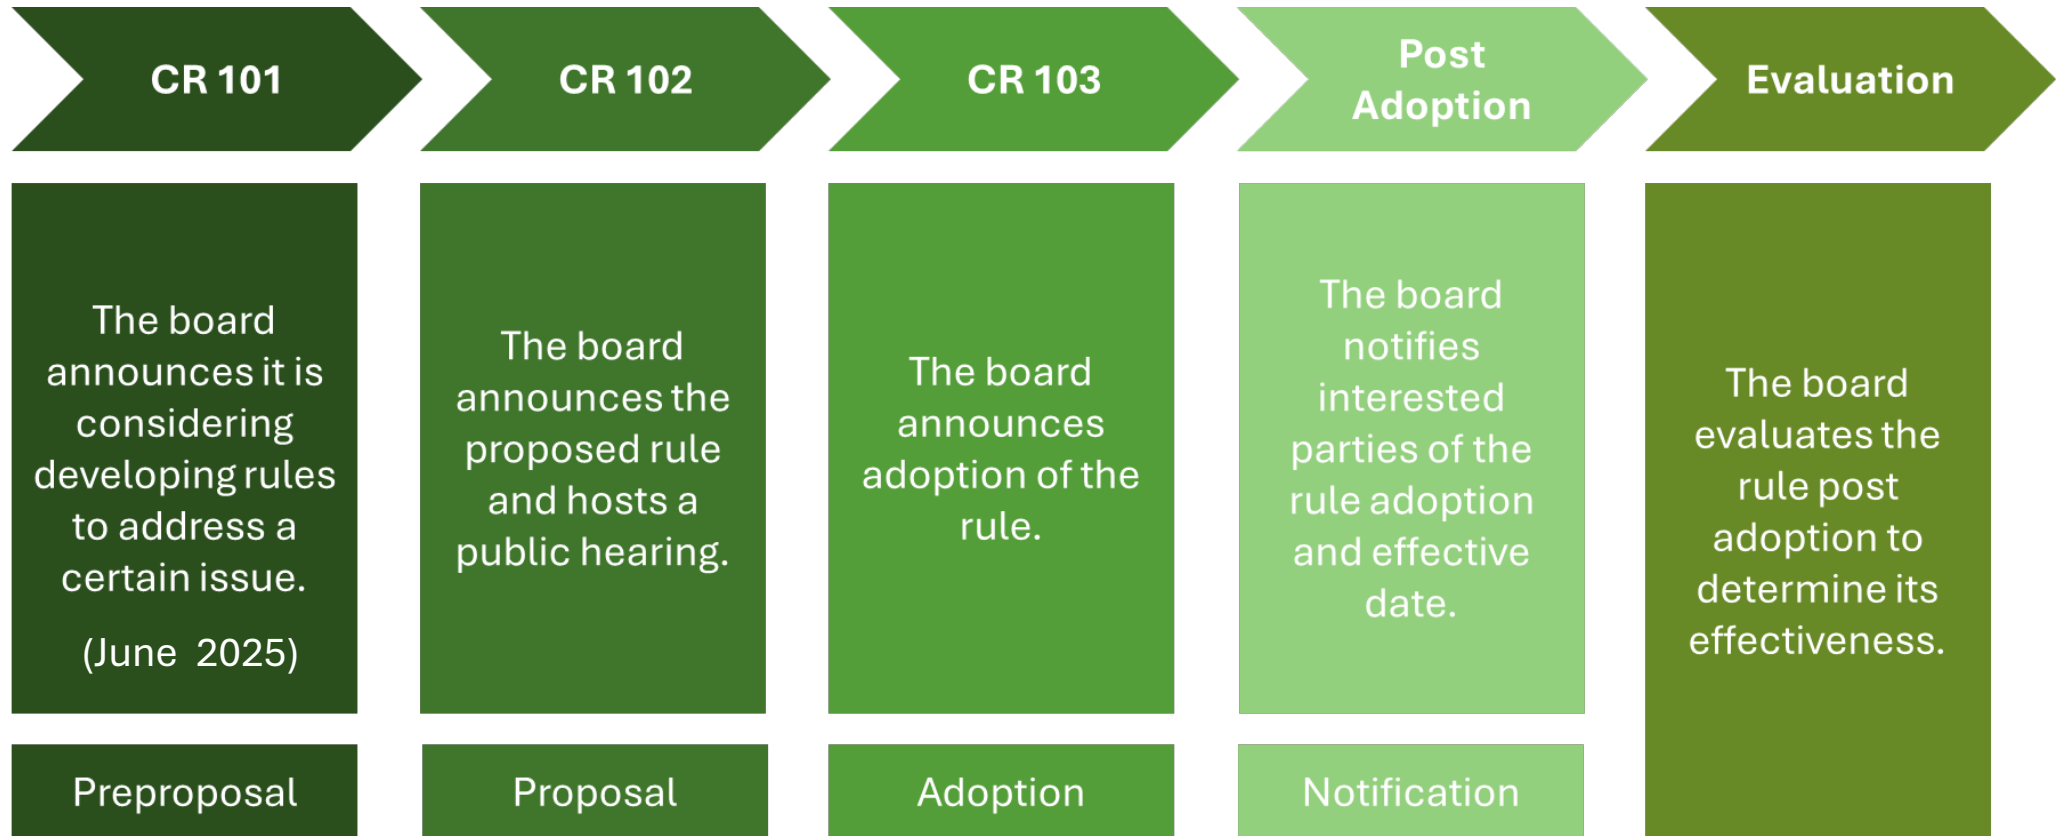 CR 101
CR 102
CR 103
Post
Adoption
Evaluation
The board
announces it is
considering
developing rules
to address a
certain issue.
(June 2025)
The board
announces the
proposed rule
and hosts a
public hearing.
The board
announces
adoption of the
rule.
The board
notifies
interested
parties of the
rule adoption
and effective
date.
The board
evaluates the
rule post
adoption to
determine its
effectiveness.
Preproposal
Proposal
Adoption
Notification